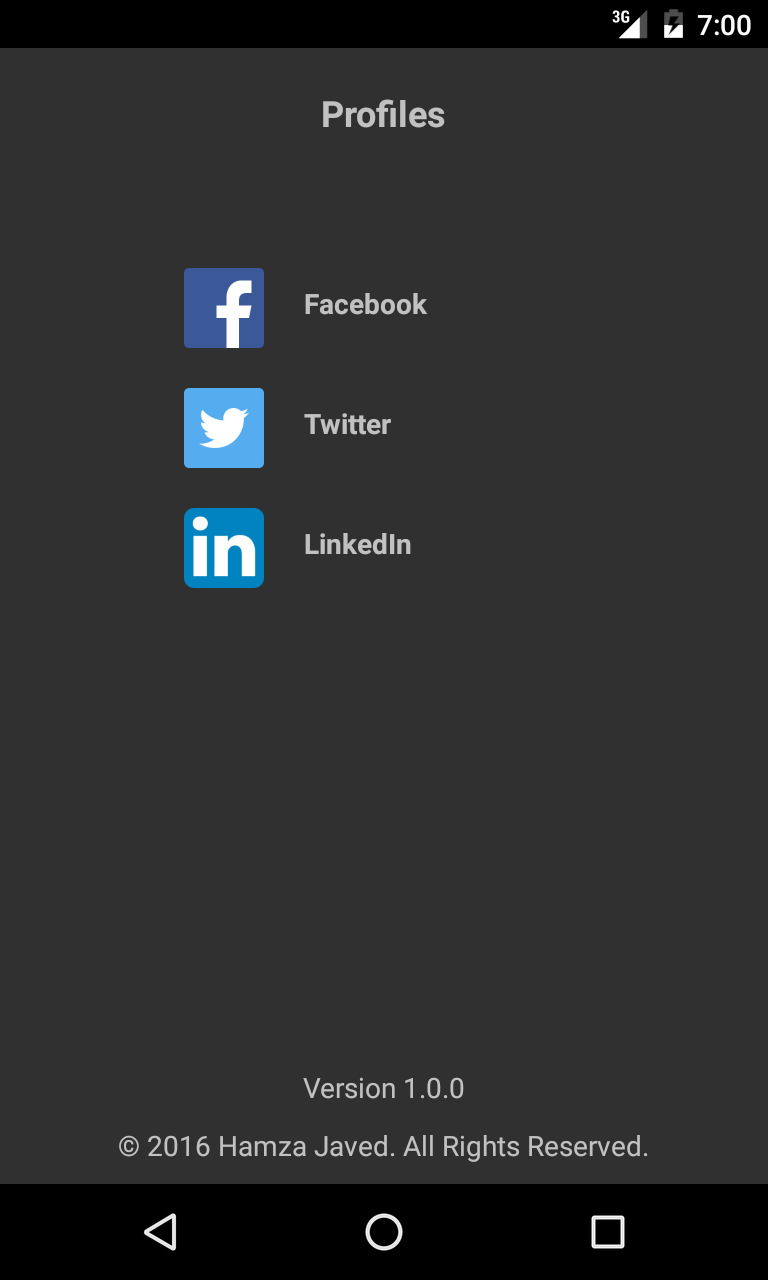 3G 7:00
Profiles
Facebook
Twitter
in LinkedIn
Version 1.0.0
© 2016 Hamza Javed. All Rights Reserved.